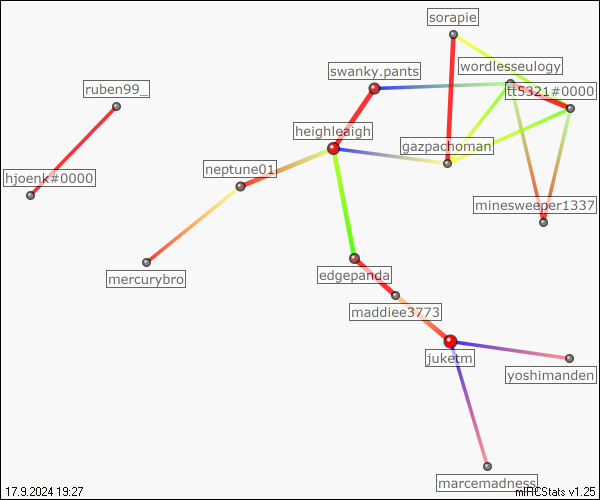 sorapie
wordlesseulogy
swanky.pants
ruben99_
tt5321#0000
heighleaigh
gazpachoman
neptune01
hjoenk#0000
minesweeper1337
mercurybro
edgepanda
maddiee3773
juketm
yoshimanden
marcemadness
17.9.2024 19:27
mIRCStats v1.25